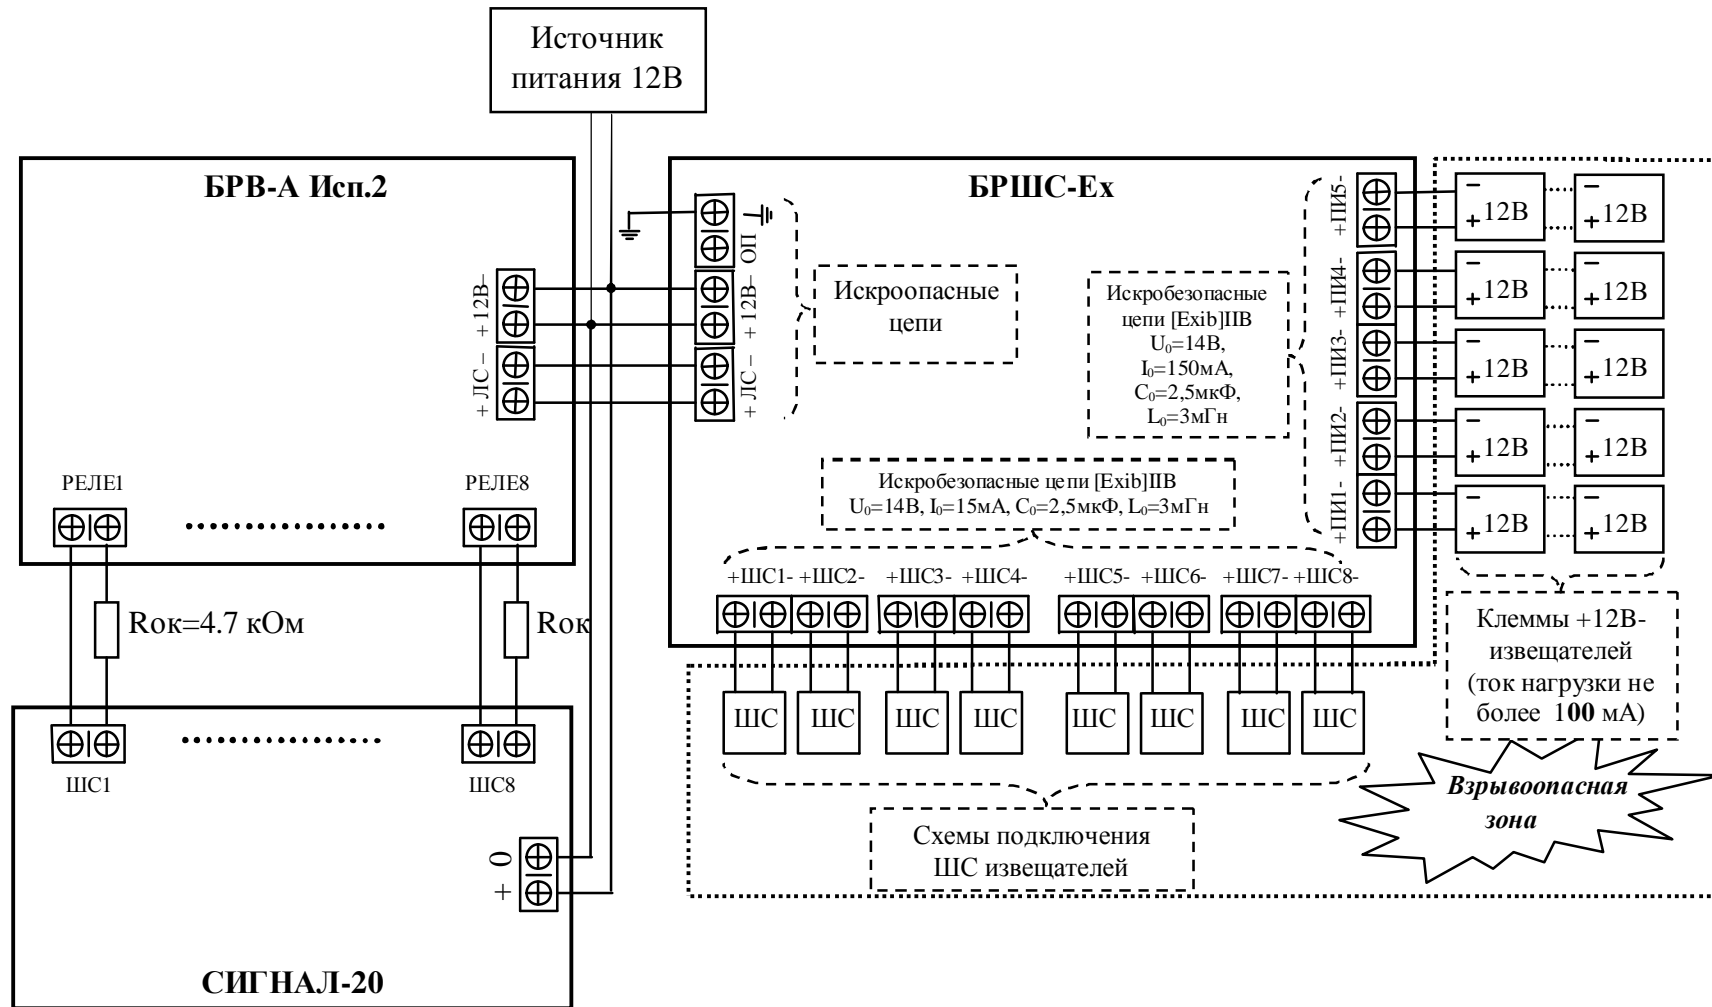 Источник
питания 12В
БРВ-А Исп.2
+12В–
+ ЛС –
РЕЛЕ1
РЕЛЕ8
Rок=4.7 кОм
Rок
ШС1
ШС8
0
+
СИГНАЛ-20
БРШС-Ех
ОП
+12В–
+ ЛС –
Искроопасные
цепи
Искробезопасные
цепи [Exib]IIB
U₀=14В,
I₀=150мА,
C₀=2,5мкФ,
L₀=3мГн
Искробезопасные цепи [Exib]IIB
U₀=14В, I₀=15мА, C₀=2,5мкФ, L₀=3мГн
+ПИ5-
+ПИ4-
+ПИ3-
+ПИ2-
+ПИ1-
– + 12В
– + 12В
– + 12В
– + 12В
– + 12В
– + 12В
– + 12В
– + 12В
– + 12В
– + 12В
+ШС1- +ШС2- +ШС3- +ШС4- +ШС5- +ШС6- +ШС7- +ШС8-
ШС ШС ШС ШС ШС ШС ШС ШС
Схемы подключения
ШС извещателей
Клеммы +12В-
извещателей
(ток нагрузки не
более 100 мА)
Взрывоопасная
зона